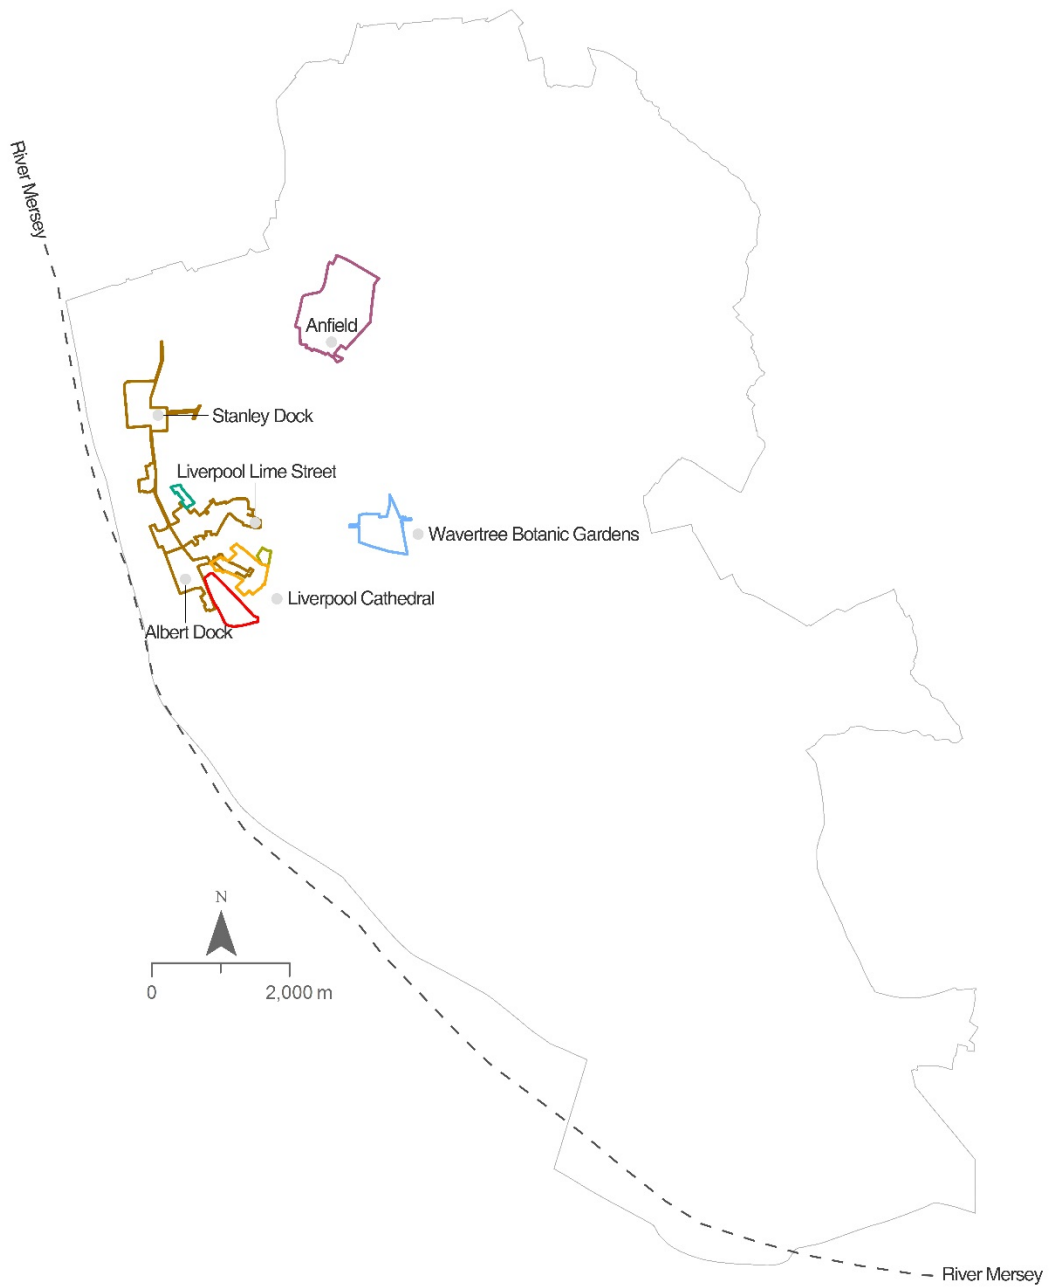 River Mersey
Anfield
Stanley Dock
Liverpool Lime Street
Wavertree Botanic Gardens
Liverpool Cathedral
Albert Dock
N
0 2,000 m
River Mersey